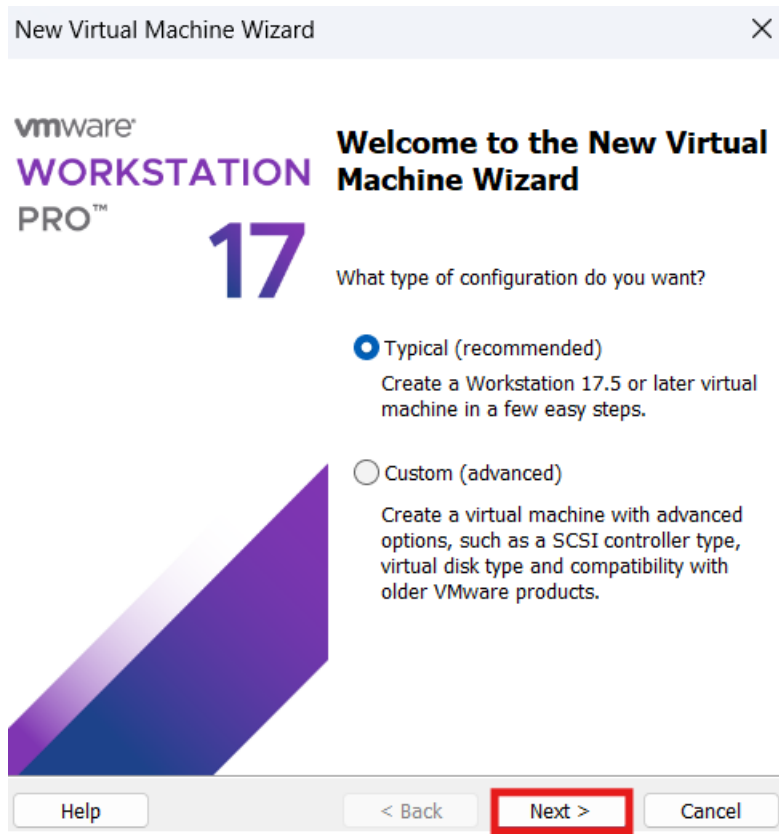 New Virtual Machine Wizard
vmware®
WORKSTATION
PRO™
17
Welcome to the New Virtual
Machine Wizard
What type of configuration do you want?
Typical (recommended)
Create a Workstation 17.5 or later virtual
machine in a few easy steps.
Custom (advanced)
Create a virtual machine with advanced
options, such as a SCSI controller type,
virtual disk type and compatibility with
older VMware products.
Help
< Back
Next >
Cancel